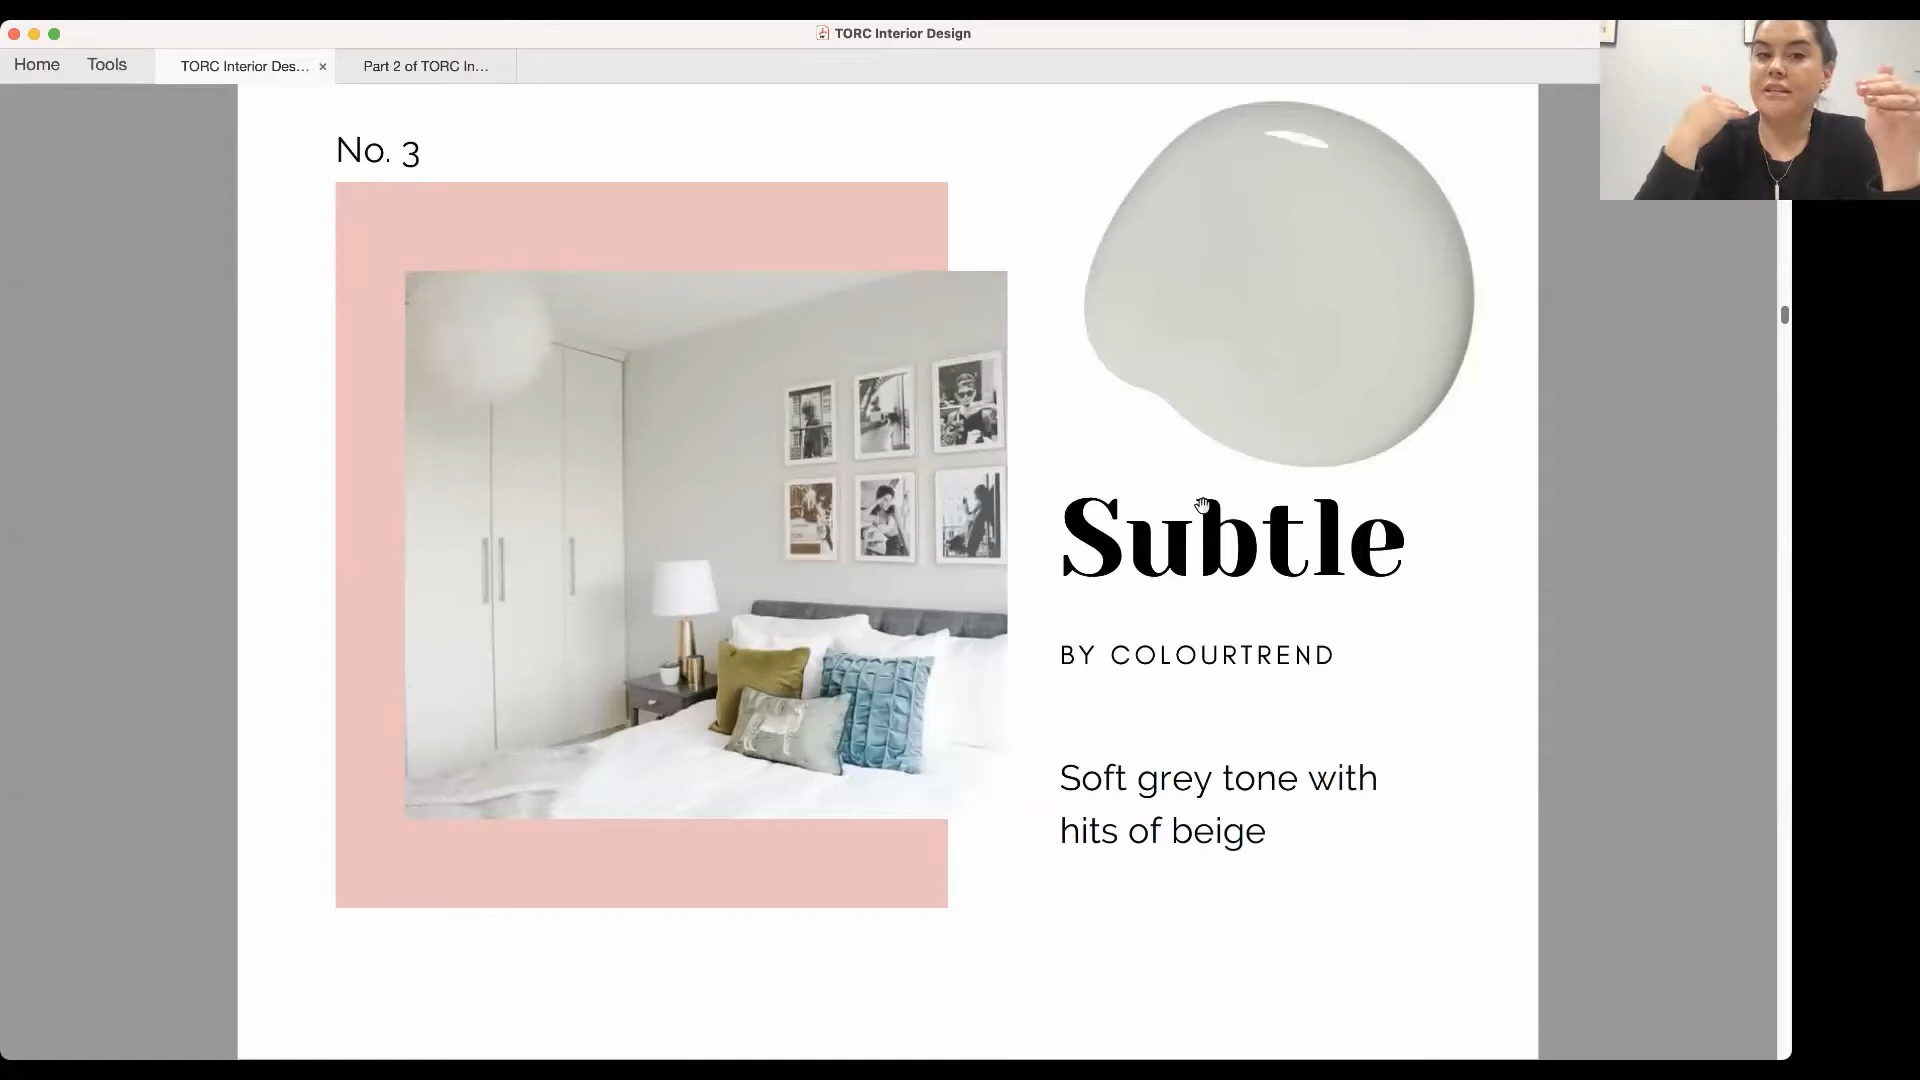 TORC Interior Design
Home
Tools
TORC Interior Des...
Part 2 of TORC In...
No. 3
Subtle
BY COLOURTREND
Soft grey tone with
hits of beige